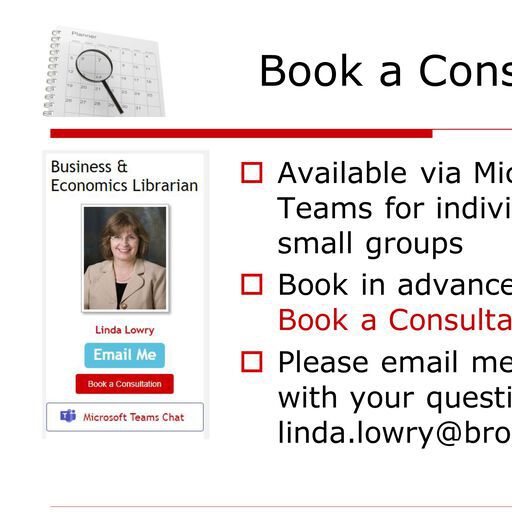 Planner
Book a Cons
Business &
Economics Librarian
Linda Lowry
Email Me
Book a Consultation
Microsoft Teams Chat
Available via Mic
Teams for indivi
small groups
Book in advance
Book a Consulta
Please email me
with your questi
linda.lowry@bro